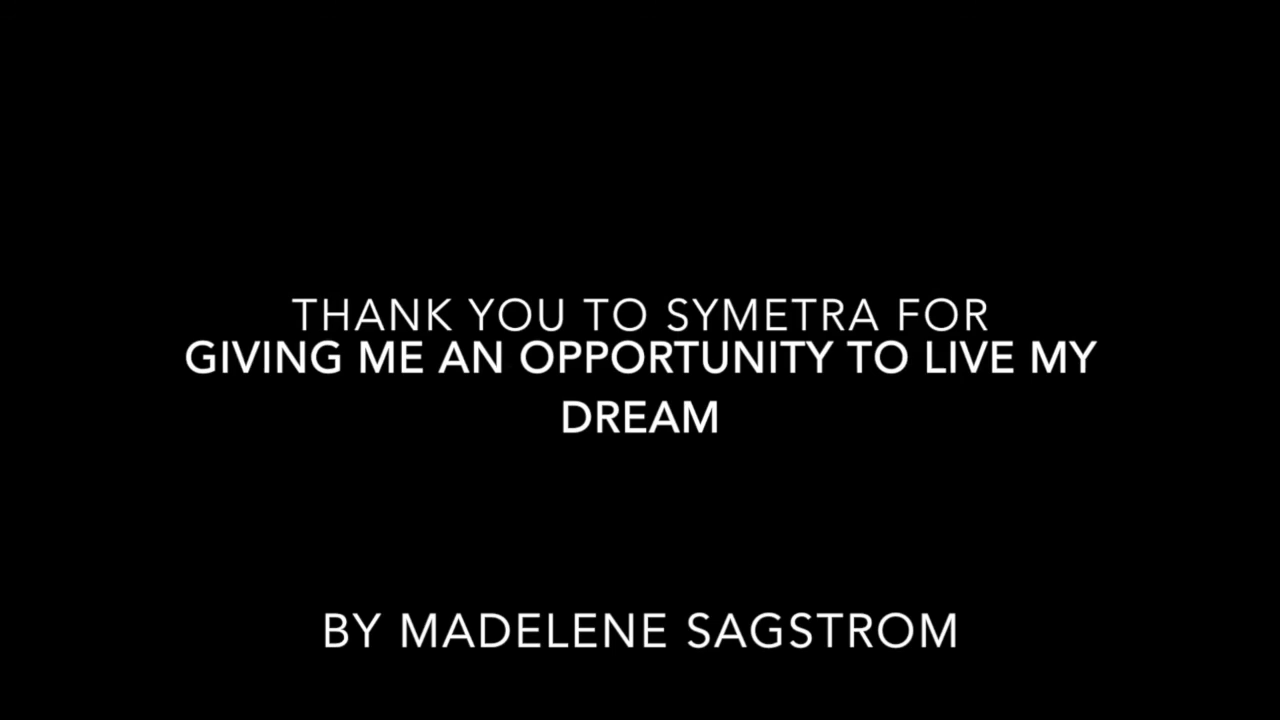 THANK YOU TO SYMETRA FOR
GIVING ME AN OPPORTUNITY TO LIVE MY
DREAM
BY MADELENE SAGSTROM